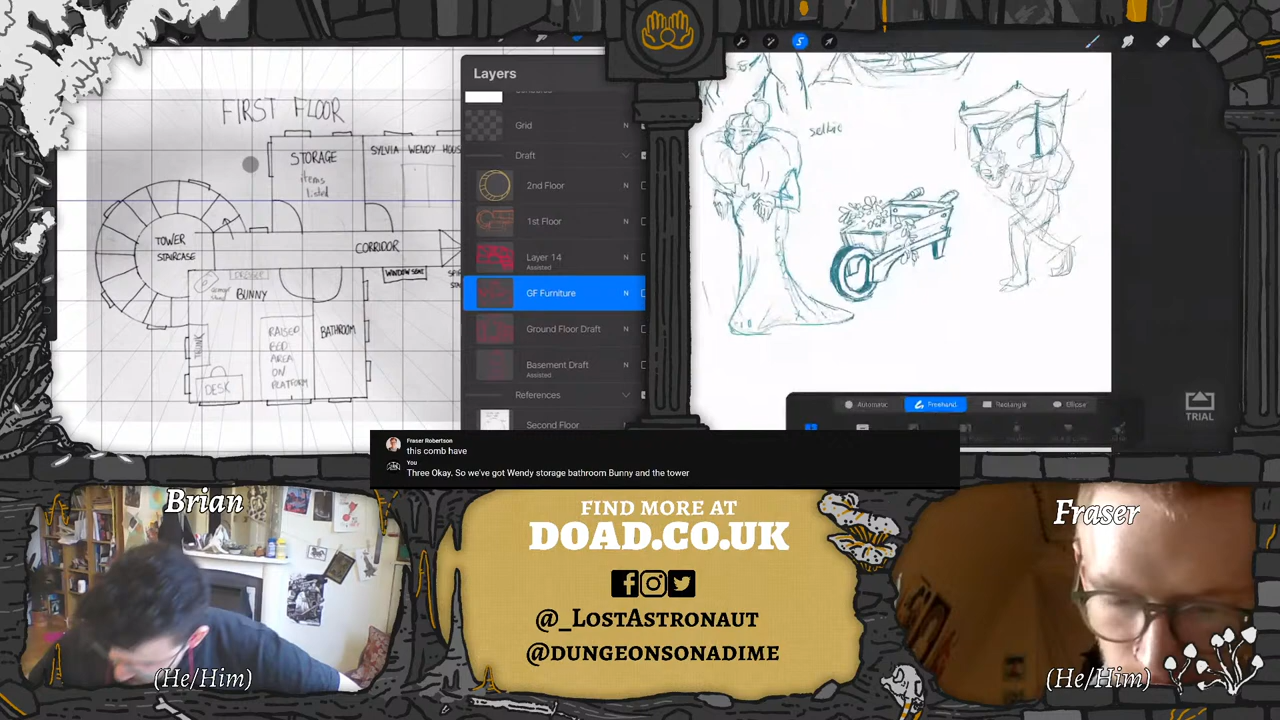 FIRST FLOOR
STORAGE
items
listed
SYLVIA WENDY
TOWER
STAIRCASE
CORRIDOR
WINDOW SEAT
BUNNY
TRUNK
RAISED
BED
AREA
ON
PLATFORM
BATHROOM
DESK
Layers
Grid
N
Draft
2nd Floor
N
1st Floor
N
Layer 14
N
Assisted
GF Furniture
N
Ground Floor Draft
N
Basement Draft
N
Assisted
References
Second Floor
selkie
Automatic
Freehand
Rectangle
Ellipse
TRIAL
Fraser Robertson
this comb have
You
Three Okay. So we've got Wendy storage bathroom Bunny and the tower
Brian
(He/Him)
FIND MORE AT
DOAD.CO.UK
@_LostAstronaut
@dungeonsonadime
Fraser
(He/Him)